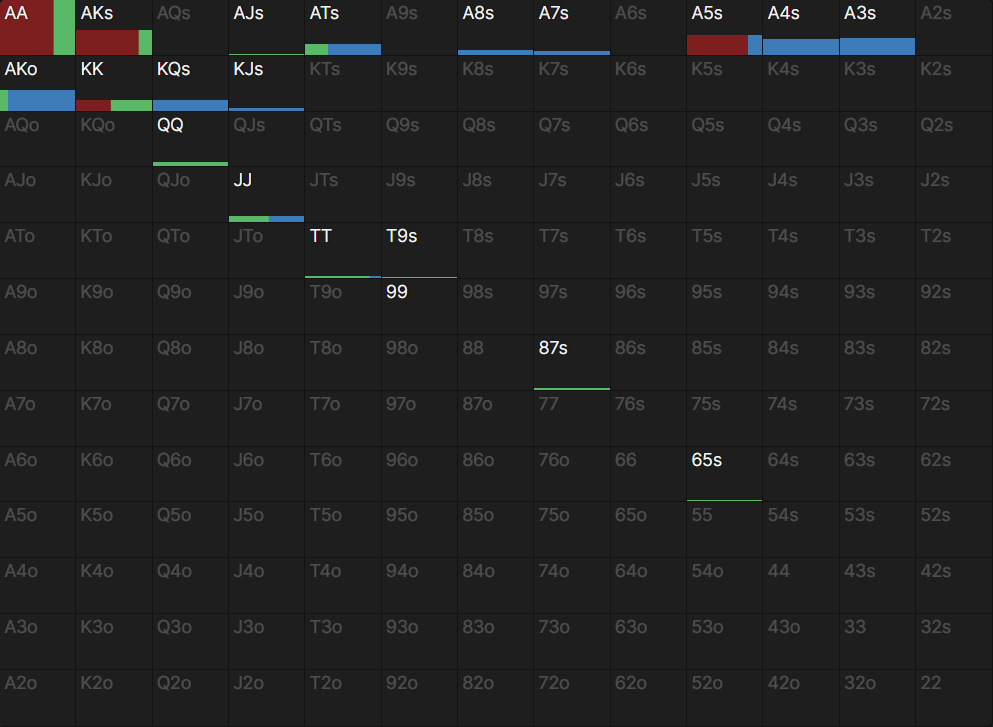 AA AKs AQs AJs ATs A9s A8s A7s A6s A5s A4s A3s A2s
AKo KK KQs KJs KTs K9s K8s K7s K6s K5s K4s K3s K2s
AQo KQo QQ QJs QTs Q9s Q8s Q7s Q6s Q5s Q4s Q3s Q2s
AJo KJo QJo JJ JTs J9s J8s J7s J6s J5s J4s J3s J2s
ATo KTo QTo JTo TT T9s T8s T7s T6s T5s T4s T3s T2s
A9o K9o Q9o J9o T9o 99 98s 97s 96s 95s 94s 93s 92s
A8o K8o Q8o J8o T8o 98o 88 87s 86s 85s 84s 83s 82s
A7o K7o Q7o J7o T7o 97o 87o 77 76s 75s 74s 73s 72s
A6o K6o Q6o J6o T6o 96o 86o 76o 66 65s 64s 63s 62s
A5o K5o Q5o J5o T5o 95o 85o 75o 65o 55 54s 53s 52s
A4o K4o Q4o J4o T4o 94o 84o 74o 64o 54o 44 43s 42s
A3o K3o Q3o J3o T3o 93o 83o 73o 63o 53o 43o 33 32s
A2o K2o Q2o J2o T2o 92o 82o 72o 62o 52o 42o 32o 22